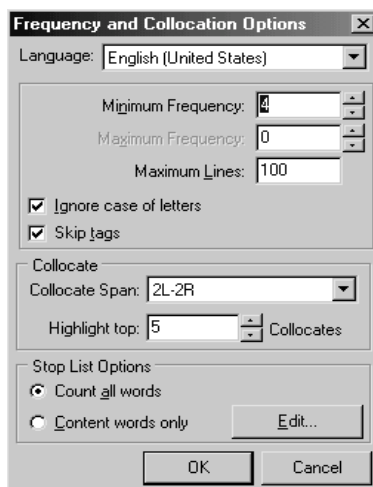 Frequency and Collocation Options
Language: English (United States)
Minimum Frequency: 4
Maximum Frequency: 0
Maximum Lines: 100
Ignore case of letters
Skip tags
Collocate
Collocate Span: 2L-2R
Highlight top: 5 Collocates
Stop List Options
Count all words
Content words only Edit...
OK Cancel